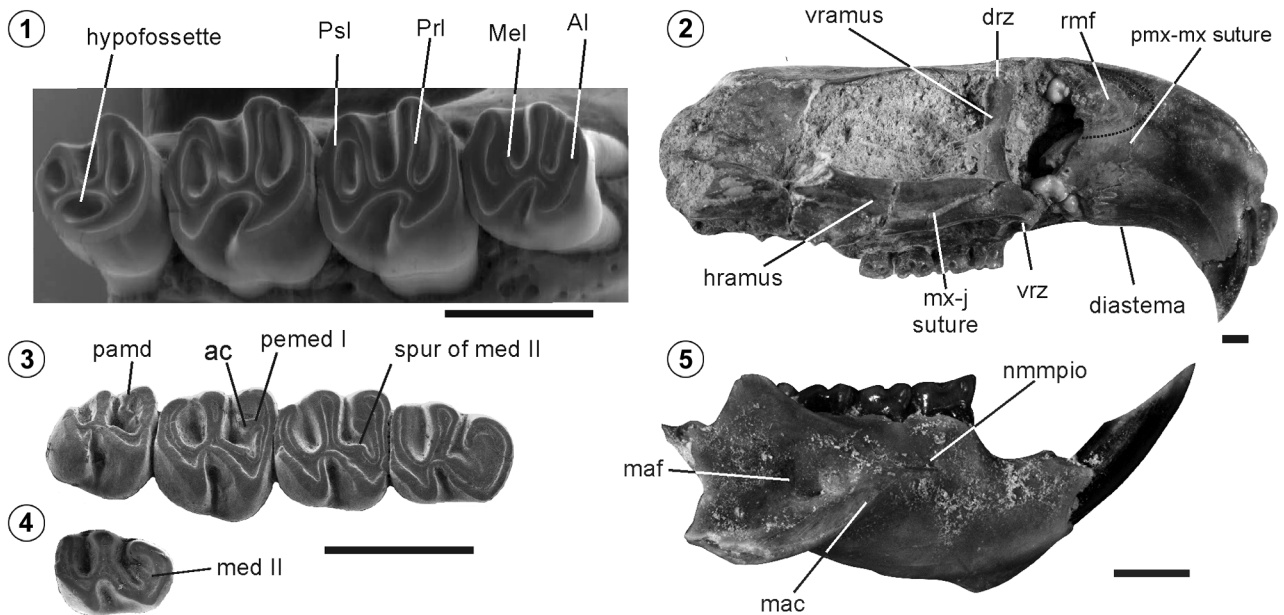 1
hypofossette
Psl
Prl
Mel
Al
2
vramus
drz
rmf
pmx-mx suture
hramus
mx-j
suture
vrz
diastema
3
pamd
ac
pemed I
spur of med II
4
med II
5
nmmpio
maf
mac